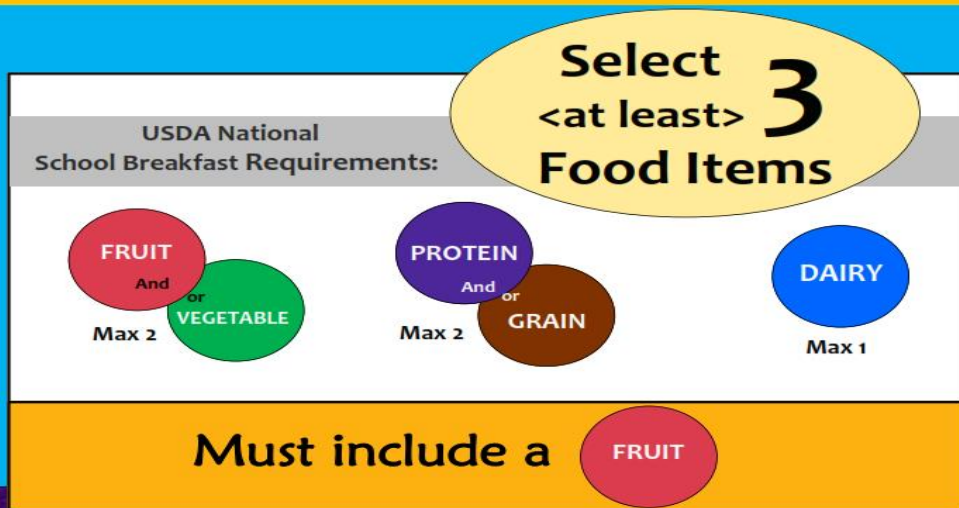 Select
<at least> 3
Food Items
USDA National
School Breakfast Requirements:
FRUIT
And
or
VEGETABLE
Max 2
PROTEIN
And
or
GRAIN
Max 2
DAIRY
Max 1
Must include a FRUIT